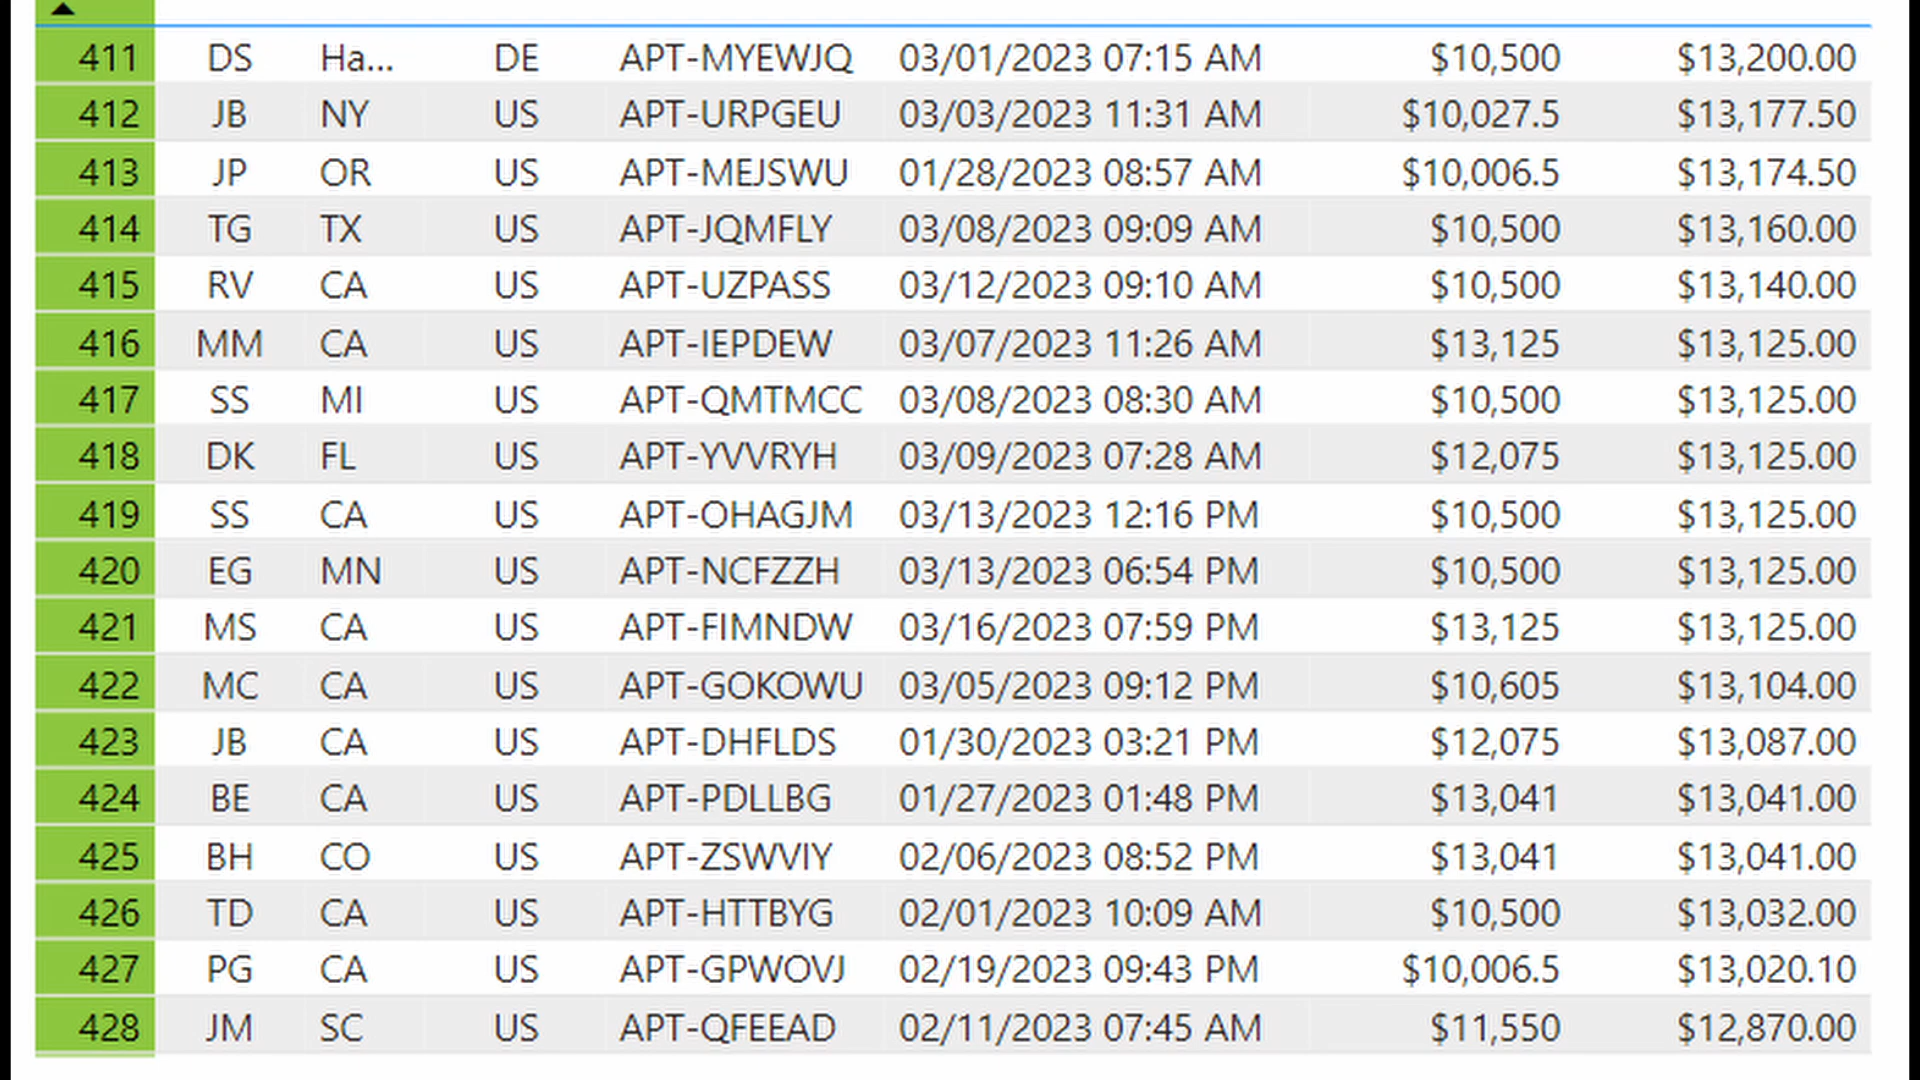 411 DS Ha... DE APT-MYEWJQ 03/01/2023 07:15 AM $10,500 $13,200.00
412 JB NY US APT-URPGEU 03/03/2023 11:31 AM $10,027.5 $13,177.50
413 JP OR US APT-MEJSWU 01/28/2023 08:57 AM $10,006.5 $13,174.50
414 TG TX US APT-JQMFLY 03/08/2023 09:09 AM $10,500 $13,160.00
415 RV CA US APT-UZPASS 03/12/2023 09:10 AM $10,500 $13,140.00
416 MM CA US APT-IEPDEW 03/07/2023 11:26 AM $13,125 $13,125.00
417 SS MI US APT-QMTMCC 03/08/2023 08:30 AM $10,500 $13,125.00
418 DK FL US APT-YVVRYH 03/09/2023 07:28 AM $12,075 $13,125.00
419 SS CA US APT-OHAGJM 03/13/2023 12:16 PM $10,500 $13,125.00
420 EG MN US APT-NCFZZH 03/13/2023 06:54 PM $10,500 $13,125.00
421 MS CA US APT-FIMNDW 03/16/2023 07:59 PM $13,125 $13,125.00
422 MC CA US APT-GOKOWU 03/05/2023 09:12 PM $10,605 $13,104.00
423 JB CA US APT-DHFLDS 01/30/2023 03:21 PM $12,075 $13,087.00
424 BE CA US APT-PDLLBG 01/27/2023 01:48 PM $13,041 $13,041.00
425 BH CO US APT-ZSWVIY 02/06/2023 08:52 PM $13,041 $13,041.00
426 TD CA US APT-HTTBYG 02/01/2023 10:09 AM $10,500 $13,032.00
427 PG CA US APT-GPWOVJ 02/19/2023 09:43 PM $10,006.5 $13,020.10
428 JM SC US APT-QFEEAD 02/11/2023 07:45 AM $11,550 $12,870.00